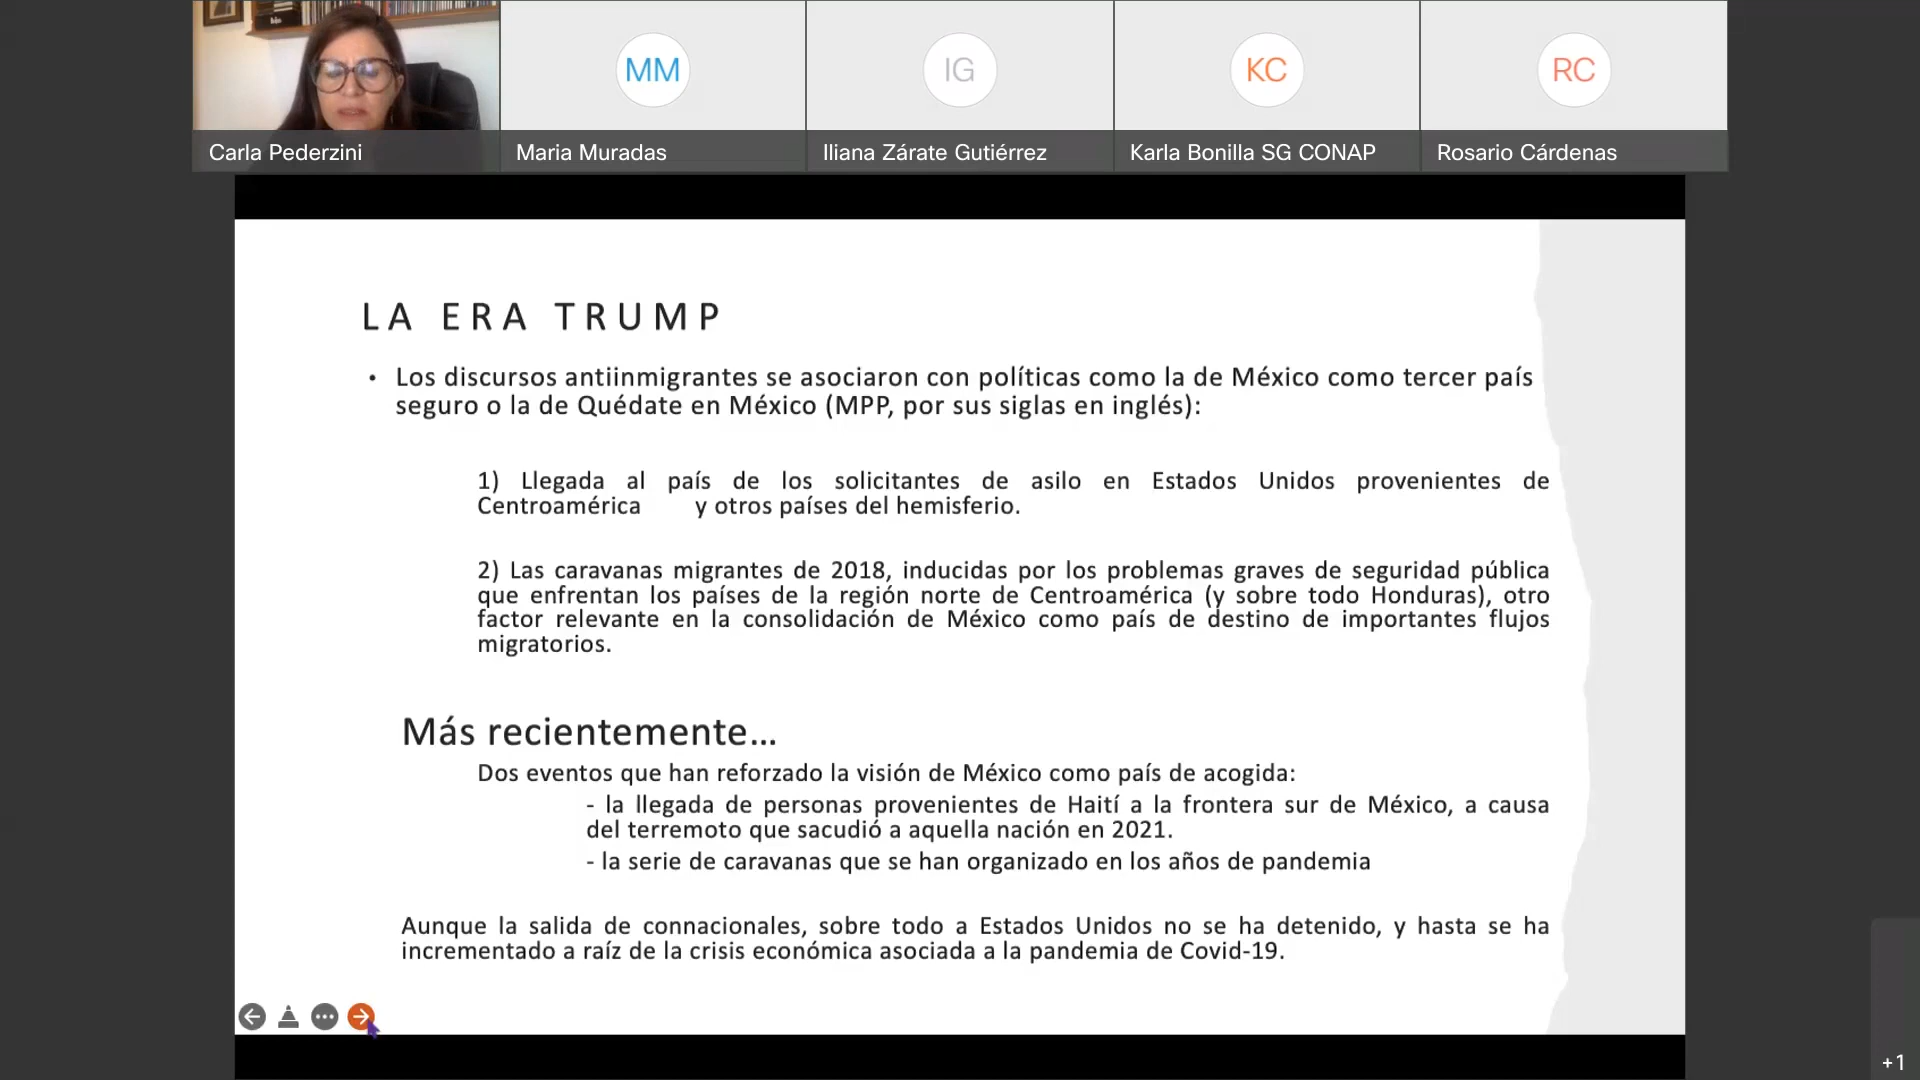 MM
IG
KC
RC
Carla Pederzini
Maria Muradas
Iliana Zárate Gutiérrez
Karla Bonilla SG CONAP
Rosario Cárdenas
LA ERA TRUMP
• Los discursos antiinmigrantes se asociaron con políticas como la de México como tercer país
seguro o la de Quédate en México (MPP, por sus siglas en inglés):
1) Llegada al país de los solicitantes de asilo en Estados Unidos provenientes de
Centroamérica y otros países del hemisferio.
2) Las caravanas migrantes de 2018, inducidas por los problemas graves de seguridad pública
que enfrentan los países de la región norte de Centroamérica (y sobre todo Honduras), otro
factor relevante en la consolidación de México como país de destino de importantes flujos
migratorios.
Más recientemente...
Dos eventos que han reforzado la visión de México como país de acogida:
- la llegada de personas provenientes de Haití a la frontera sur de México, a causa
del terremoto que sacudió a aquella nación en 2021.
- la serie de caravanas que se han organizado en los años de pandemia
Aunque la salida de connacionales, sobre todo a Estados Unidos no se ha detenido, y hasta se ha
incrementado a raíz de la crisis económica asociada a la pandemia de Covid-19.
+1